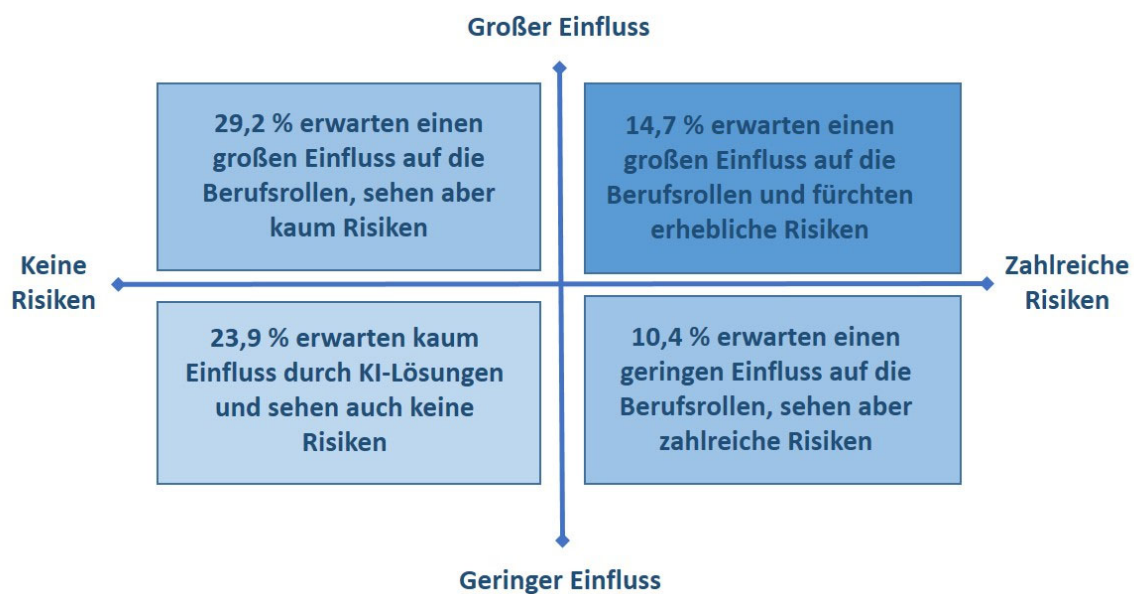 Großer Einfluss
29,2 % erwarten einen
großen Einfluss auf die
Berufsrollen, sehen aber
kaum Risiken
14,7 % erwarten einen
großen Einfluss auf die
Berufsrollen und fürchten
erhebliche Risiken
Keine
Risiken
Zahlreiche
Risiken
23,9 % erwarten kaum
Einfluss durch KI-Lösungen
und sehen auch keine
Risiken
10,4 % erwarten einen
geringen Einfluss auf die
Berufsrollen, sehen aber
zahlreiche Risiken
Geringer Einfluss